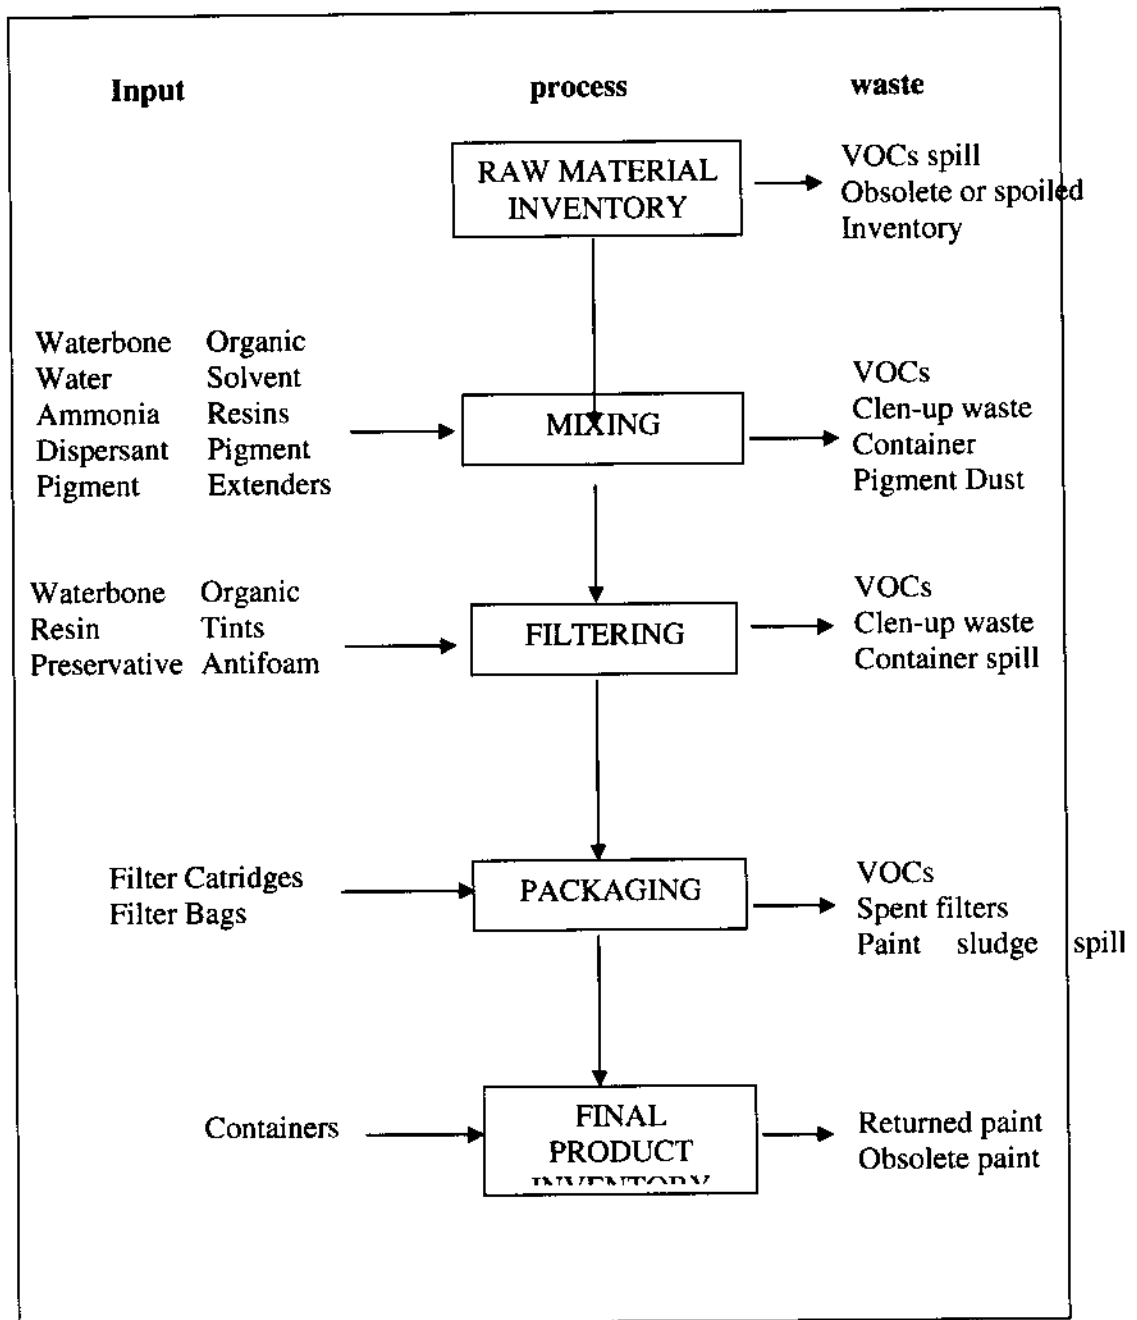 Input process waste
RAW MATERIAL
INVENTORY
VOCs spill
Obsolete or spoiled
Inventory
Waterbone Organic
Water Solvent
Ammonia Resins
Dispersant Pigment
Pigment Extenders
MIXING
VOCs
Clen-up waste
Container
Pigment Dust
Waterbone Organic
Resin Tints
Preservative Antifoam
FILTERING
VOCs
Clen-up waste
Container spill
Filter Catridges
Filter Bags
PACKAGING
VOCs
Spent filters
Paint sludge spill
Containers
FINAL
PRODUCT
INVENTORY
Returned paint
Obsolete paint